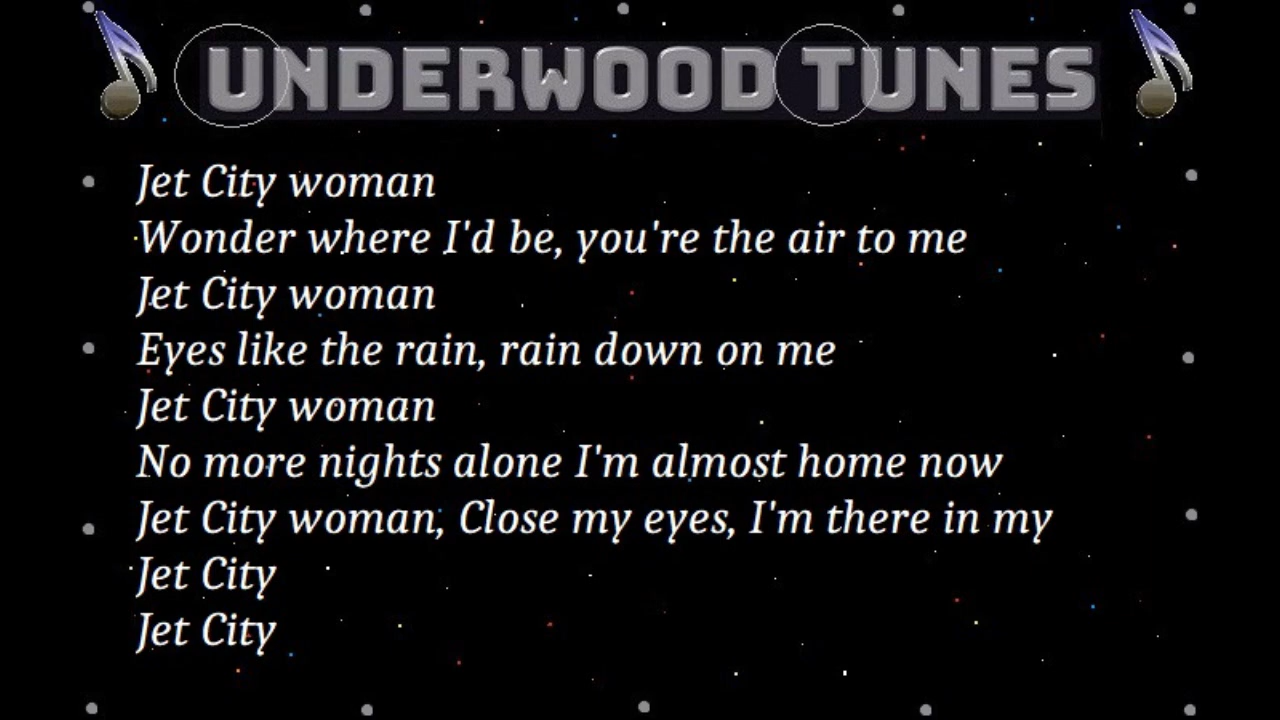 UNDERWOOD TUNES
Jet City woman
Wonder where I'd be, you're the air to me
Jet City woman
Eyes like the rain, rain down on me
Jet City woman
No more nights alone I'm almost home now
Jet City woman, Close my eyes, I'm there in my
Jet City
Jet City